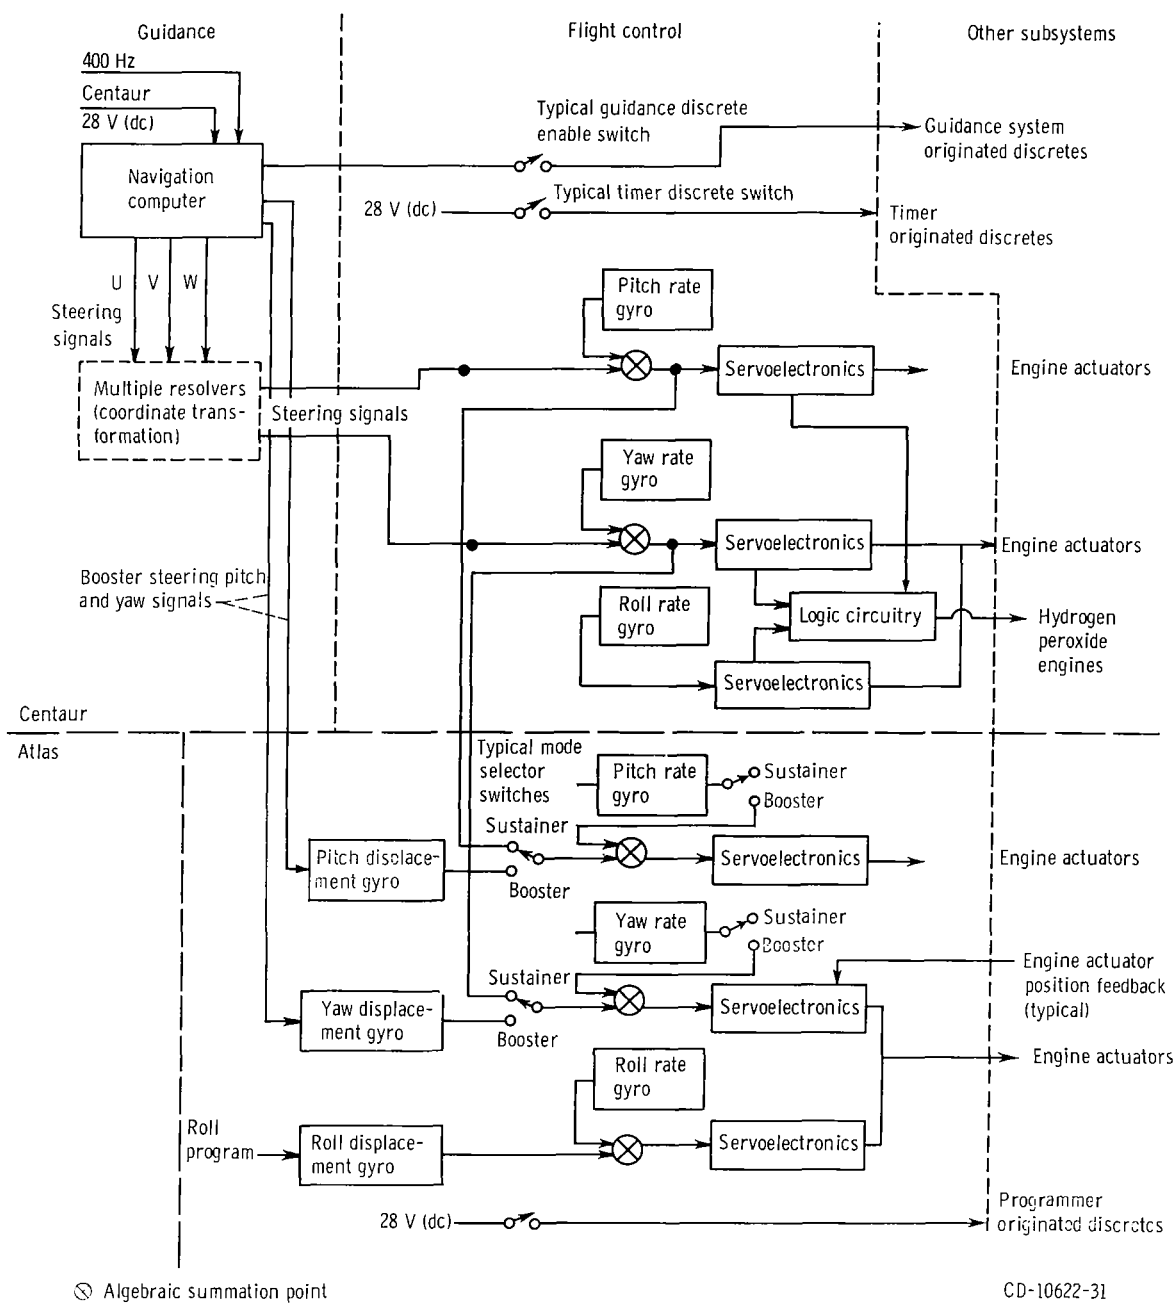 Guidance
Flight control
Other subsystems
400 Hz
Centaur
28 V (dc)
Typical guidance discrete
enable switch
Guidance system
originated discretes
Navigation
computer
28 V (dc)
Typical timer discrete switch
Timer
originated discretes
U
V
W
Steering
signals
Pitch rate
gyro
Servoelectronics
Engine actuators
Multiple resolvers
(coordinate trans-
formation)
Steering signals
Yaw rate
gyro
Servoelectronics
Engine actuators
Booster steering pitch
and yaw signals
Roll rate
gyro
Logic circuitry
Hydrogen
peroxide
engines
Servoelectronics
Centaur
Atlas
Typical mode
selector
switches
Pitch rate
gyro
Sustainer
Booster
Sustainer
Pitch displace-
ment gyro
Booster
Servoelectronics
Engine actuators
Yaw rate
gyro
Sustainer
Booster
Sustainer
Engine actuator
position feedback
(typical)
Yaw displace-
ment gyro
Booster
Servoelectronics
Engine actuators
Roll rate
gyro
Roll
program
Roll displace-
ment gyro
Servoelectronics
28 V (dc)
Programmer
originated discretes
Algebraic summation point
CD-10622-31